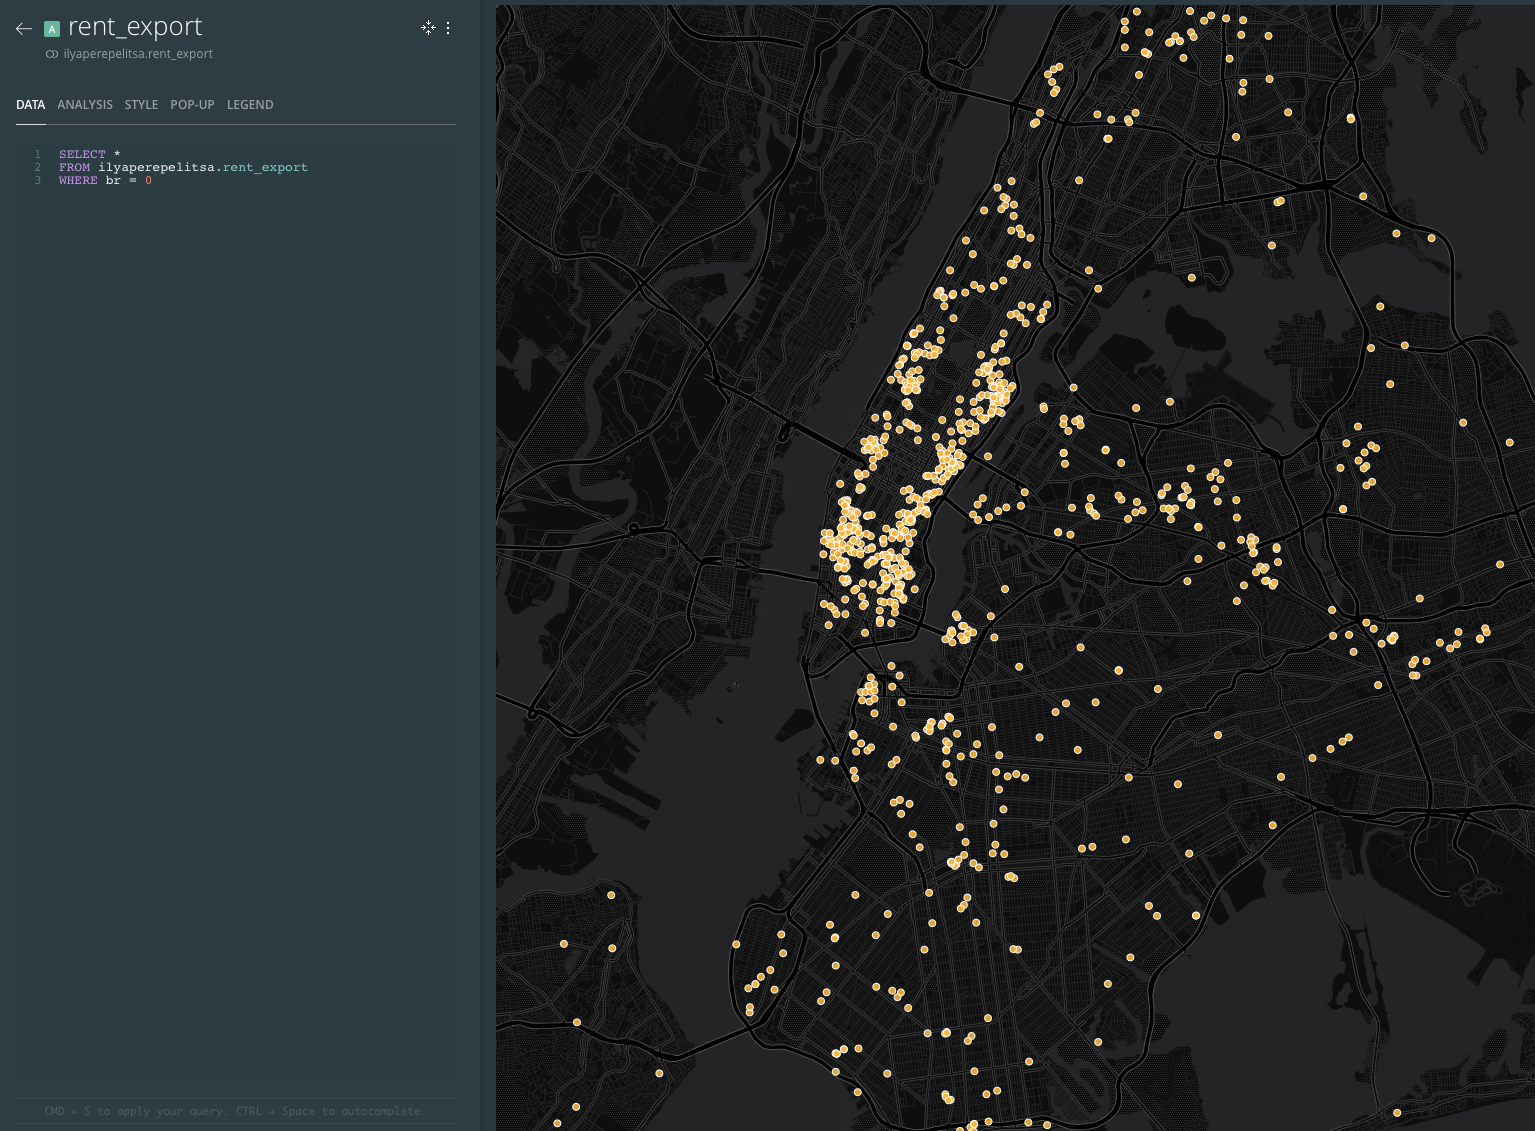 A rent_export
ilyaperepelitsa.rent_export
DATA ANALYSIS STYLE POP-UP LEGEND
1 SELECT *
2 FROM ilyaperepelitsa.rent_export
3 WHERE br = 0
CMD + S to apply your query. CTRL + Space to autocomplete.